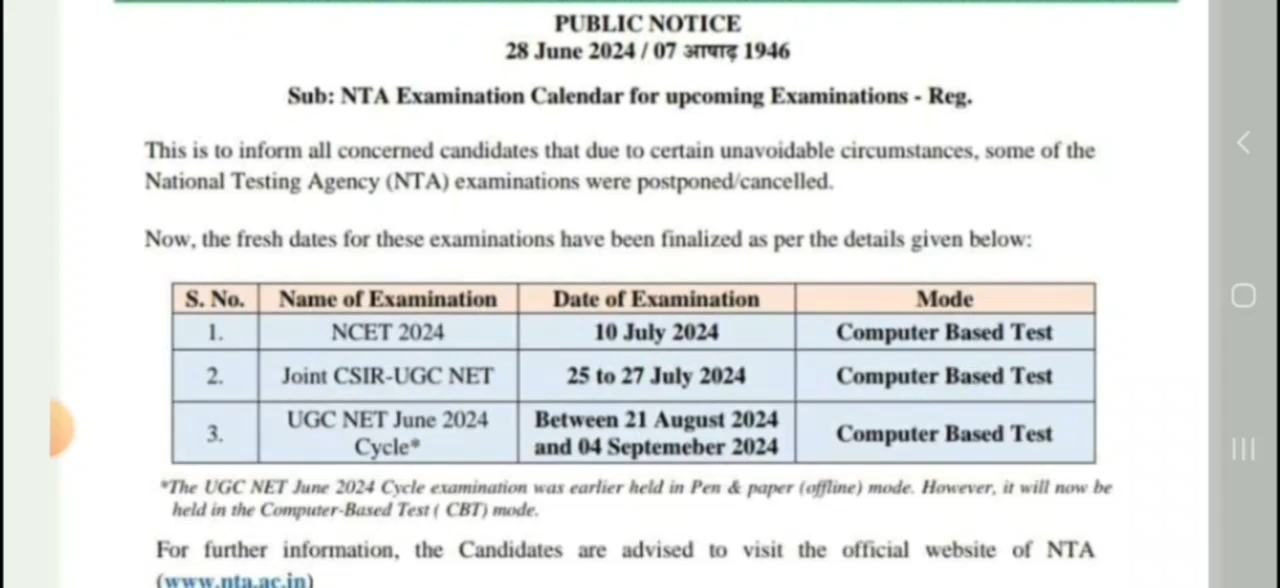 PUBLIC NOTICE
28 June 2024 / 07 आषाढ़ 1946
Sub: NTA Examination Calendar for upcoming Examinations - Reg.
This is to inform all concerned candidates that due to certain unavoidable circumstances, some of the
National Testing Agency (NTA) examinations were postponed/cancelled.
Now, the fresh dates for these examinations have been finalized as per the details given below:
S. No. Name of Examination Date of Examination Mode
1. NCET 2024 10 July 2024 Computer Based Test
2. Joint CSIR-UGC NET 25 to 27 July 2024 Computer Based Test
3. UGC NET June 2024 Cycle* Between 21 August 2024 and 04 Septemeber 2024 Computer Based Test
*The UGC NET June 2024 Cycle examination was earlier held in Pen & paper (offline) mode. However, it will now be
held in the Computer-Based Test ( CBT) mode.
For further information, the Candidates are advised to visit the official website of NTA
(www.nta.ac.in)